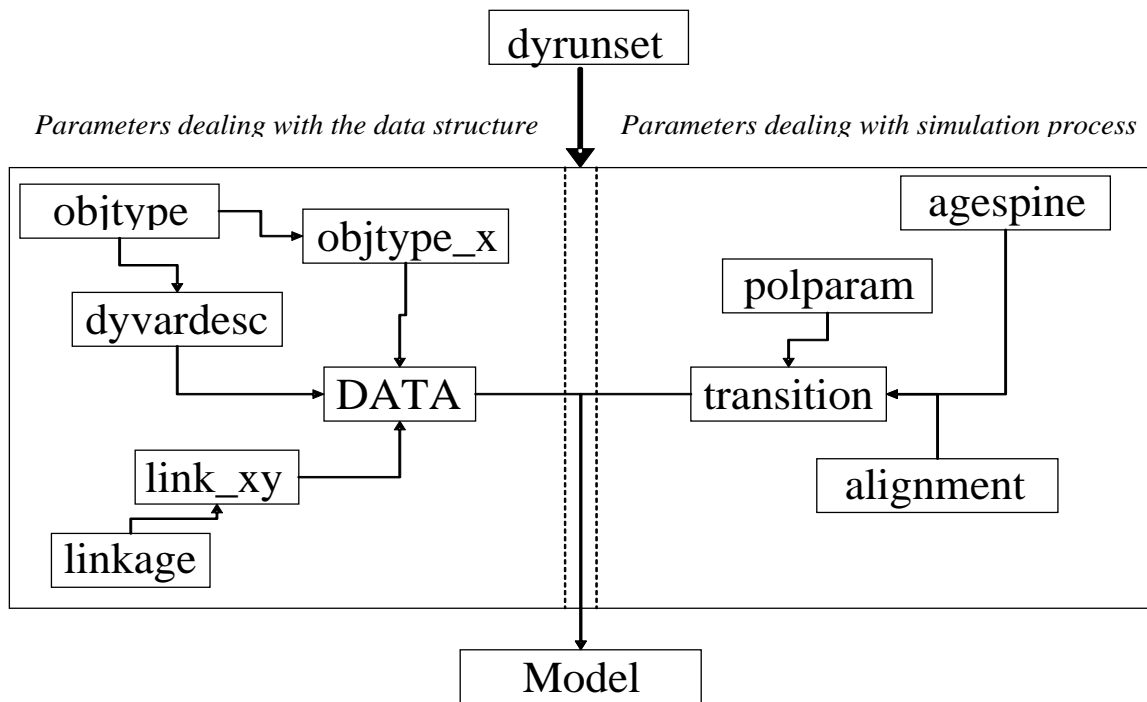 dyrunset
Parameters dealing with the data structure
Parameters dealing with simulation process
objtype
objtype_x
agespine
polparam
dyvardesc
DATA
transition
link_xy
alignment
linkage
Model